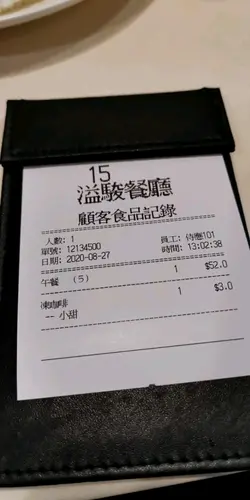 15
溢駿餐廳
顧客食品記錄
人數: 1 員工: 侍應101
單號: 12134500 時間: 13:02:38
日期: 2020-08-27
午餐 (5) 1 $52.0
凍咖啡 1 $3.0
-- 小甜